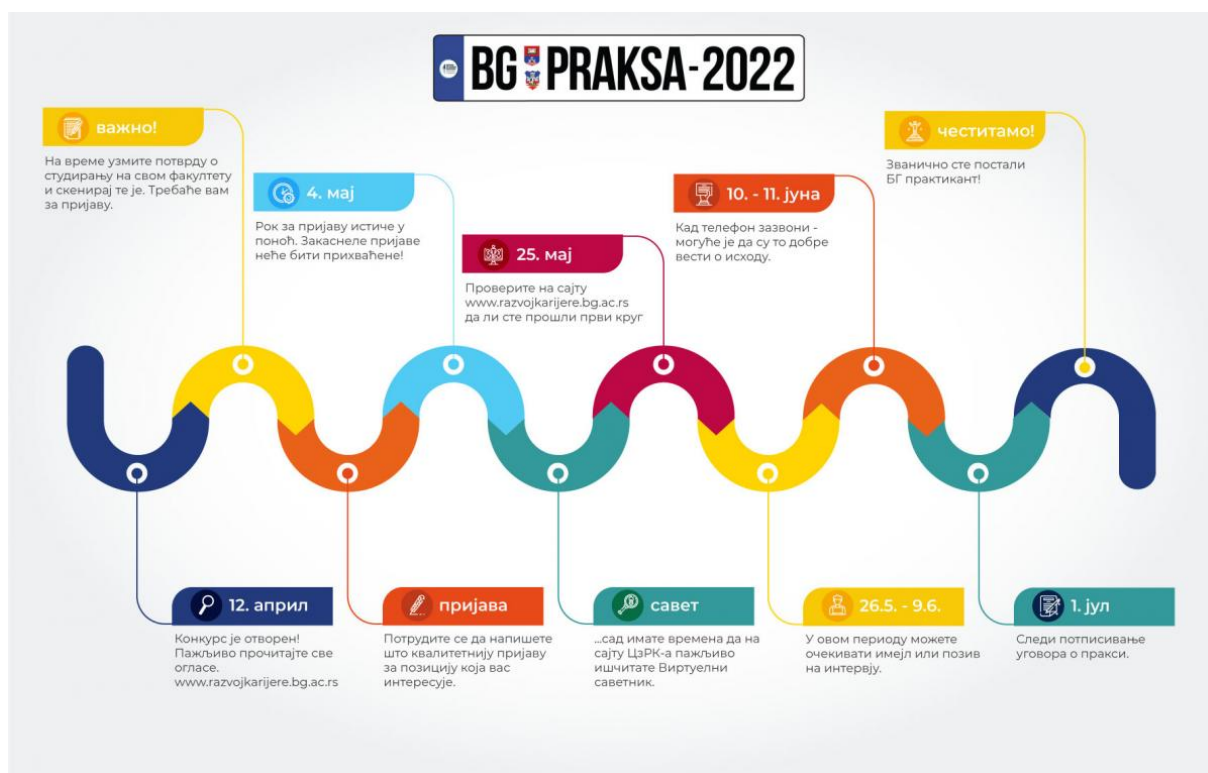 BG PRAKSA-2022
важно!
На време узмите потврду о
студирању на свом факултету
и скенирај те је. Требаће вам
за пријаву.
4. мај
Рок за пријаву истиче у
поноћ. Закаснеле пријаве
неће бити прихваћене!
25. мај
Проверите на сајту
www.razvojkarijere.bg.ac.rs
да ли сте прошли први круг
10. - 11. јуна
Кад телефон зазвони -
могуће је да су то добре
вести о исходу.
честитамо!
Званично сте постали
БГ практикант!
12. април
Конкурс је отворен!
Пажљиво прочитајте све
огласе.
www.razvojkarijere.bg.ac.rs
пријава
Потрудите се да напишете
што квалитетнију пријаву
за позицију која вас
интересује.
савет
...сад имате времена да на
сајту ЦзРК-а пажљиво
ишчитате Виртуелни
саветник.
26.5. - 9.6.
У овом периоду можете
очекивати имејл или позив
на интервју.
1. јул
Следи потписивање
уговора о пракси.